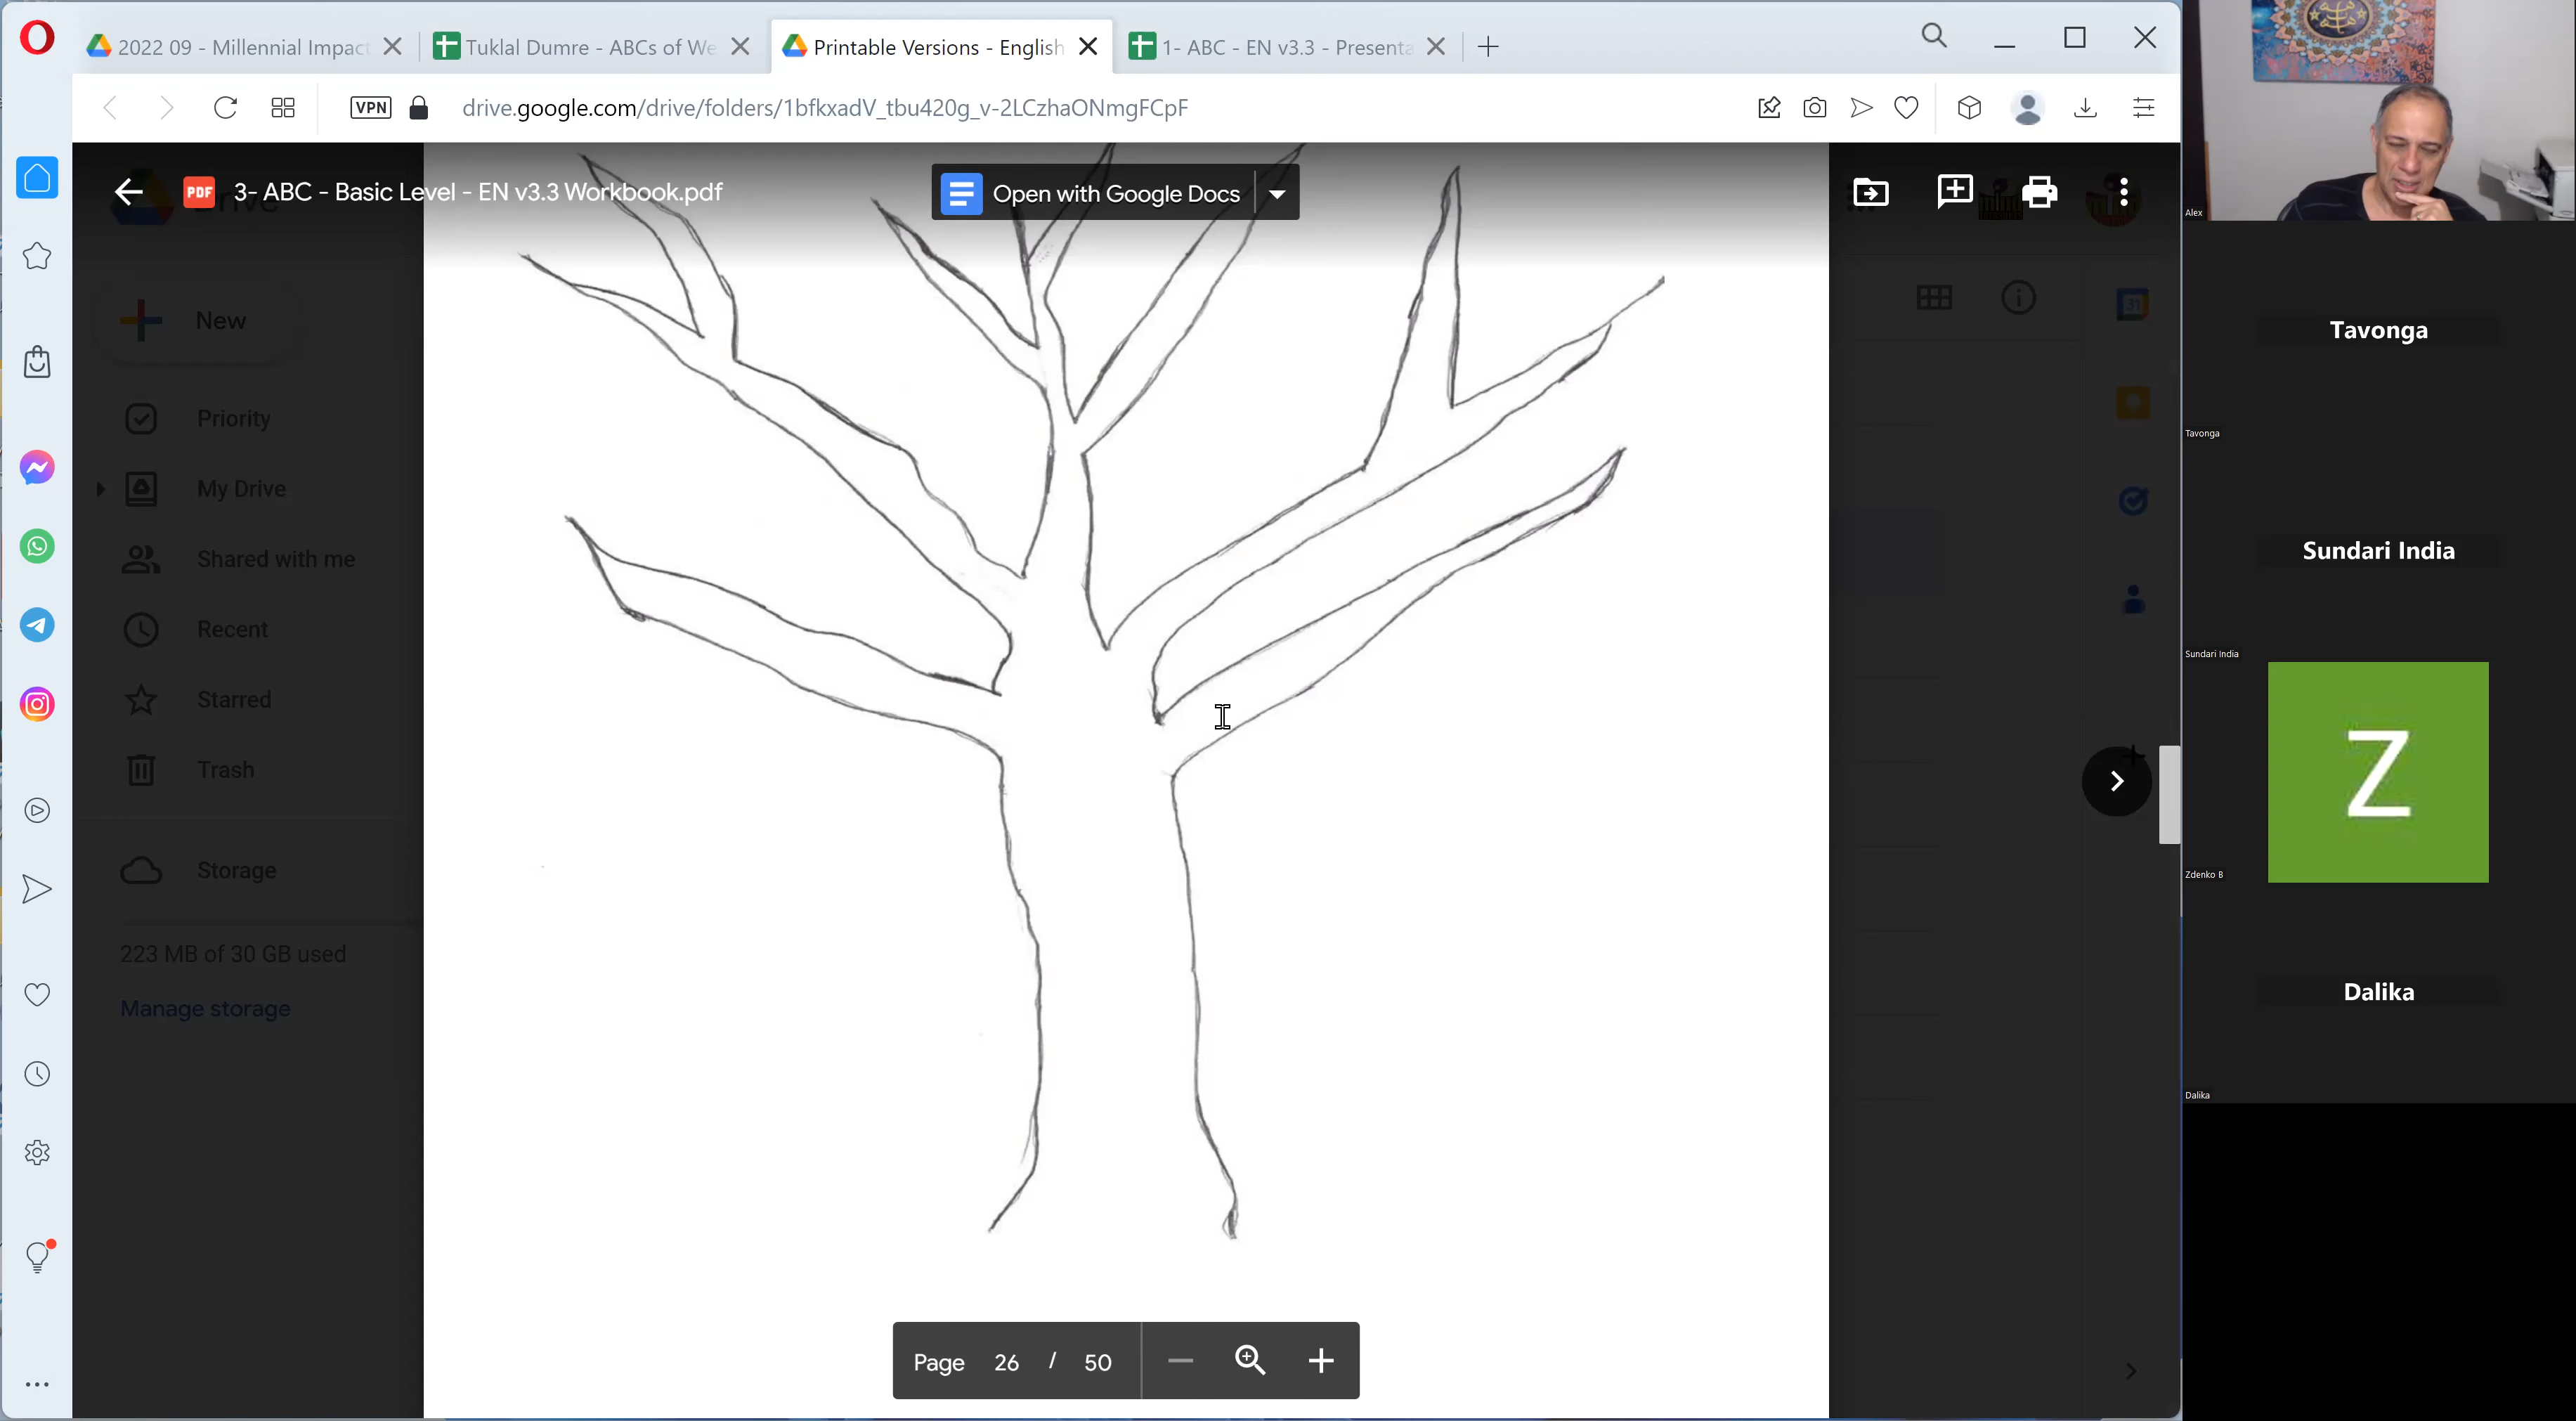 2022 09 - Millennial Impact
Tuklal Dumre - ABCs of We
Printable Versions - English
1- ABC - EN v3.3 - Presenta
VPN
drive.google.com/drive/folders/1bfkxadV_tbu420g_v-2LCzhaONmgFCpF
PDF
3- ABC - Basic Level - EN v3.3 Workbook.pdf
Open with Google Docs
New
Priority
My Drive
Shared with me
Recent
Starred
Trash
Storage
223 MB of 30 GB used
Manage storage
31
Page 26 / 50
Alex
Tavonga
Tavonga
Sundari India
Sundari India
Z
Zdenko B
Dalika
Dalika